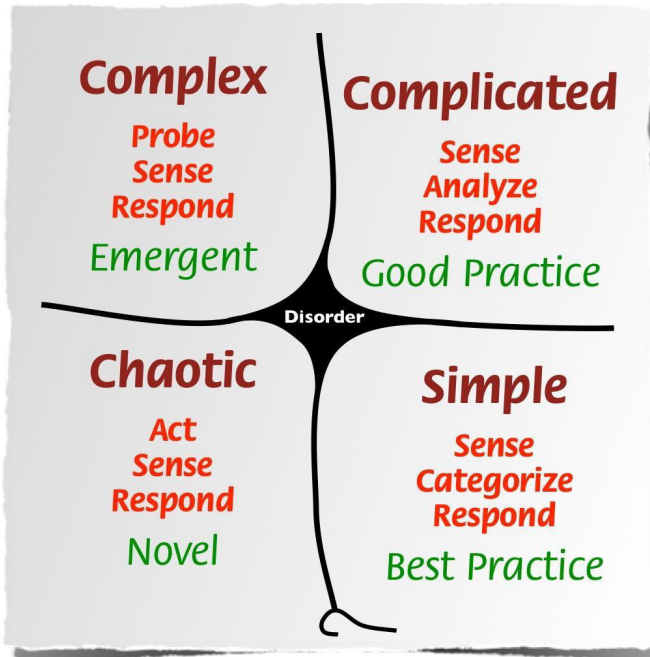 Complex
Probe
Sense
Respond
Emergent
Complicated
Sense
Analyze
Respond
Good Practice
Disorder
Chaotic
Act
Sense
Respond
Novel
Simple
Sense
Categorize
Respond
Best Practice